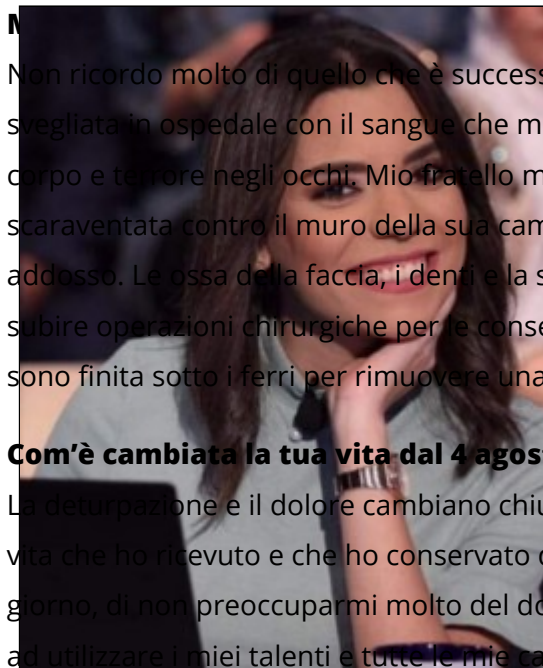 M
Non ricordo molto di quello che è success
svegliata in ospedale con il sangue che m
corpo e terrore negli occhi. Mio fratello m
scaraventata contro il muro della sua cam
addosso. Le ossa della faccia, i denti e la s
subire operazioni chirurgiche per le conse
sono finita sotto i ferri per rimuovere una
Com’è cambiata la tua vita dal 4 agos
La deturpazione e il dolore cambiano chiu
vita che ho ricevuto e che ho conservato
giorno, di non preoccuparmi molto del do
ad utilizzare i miei talenti e tutte le mie ca